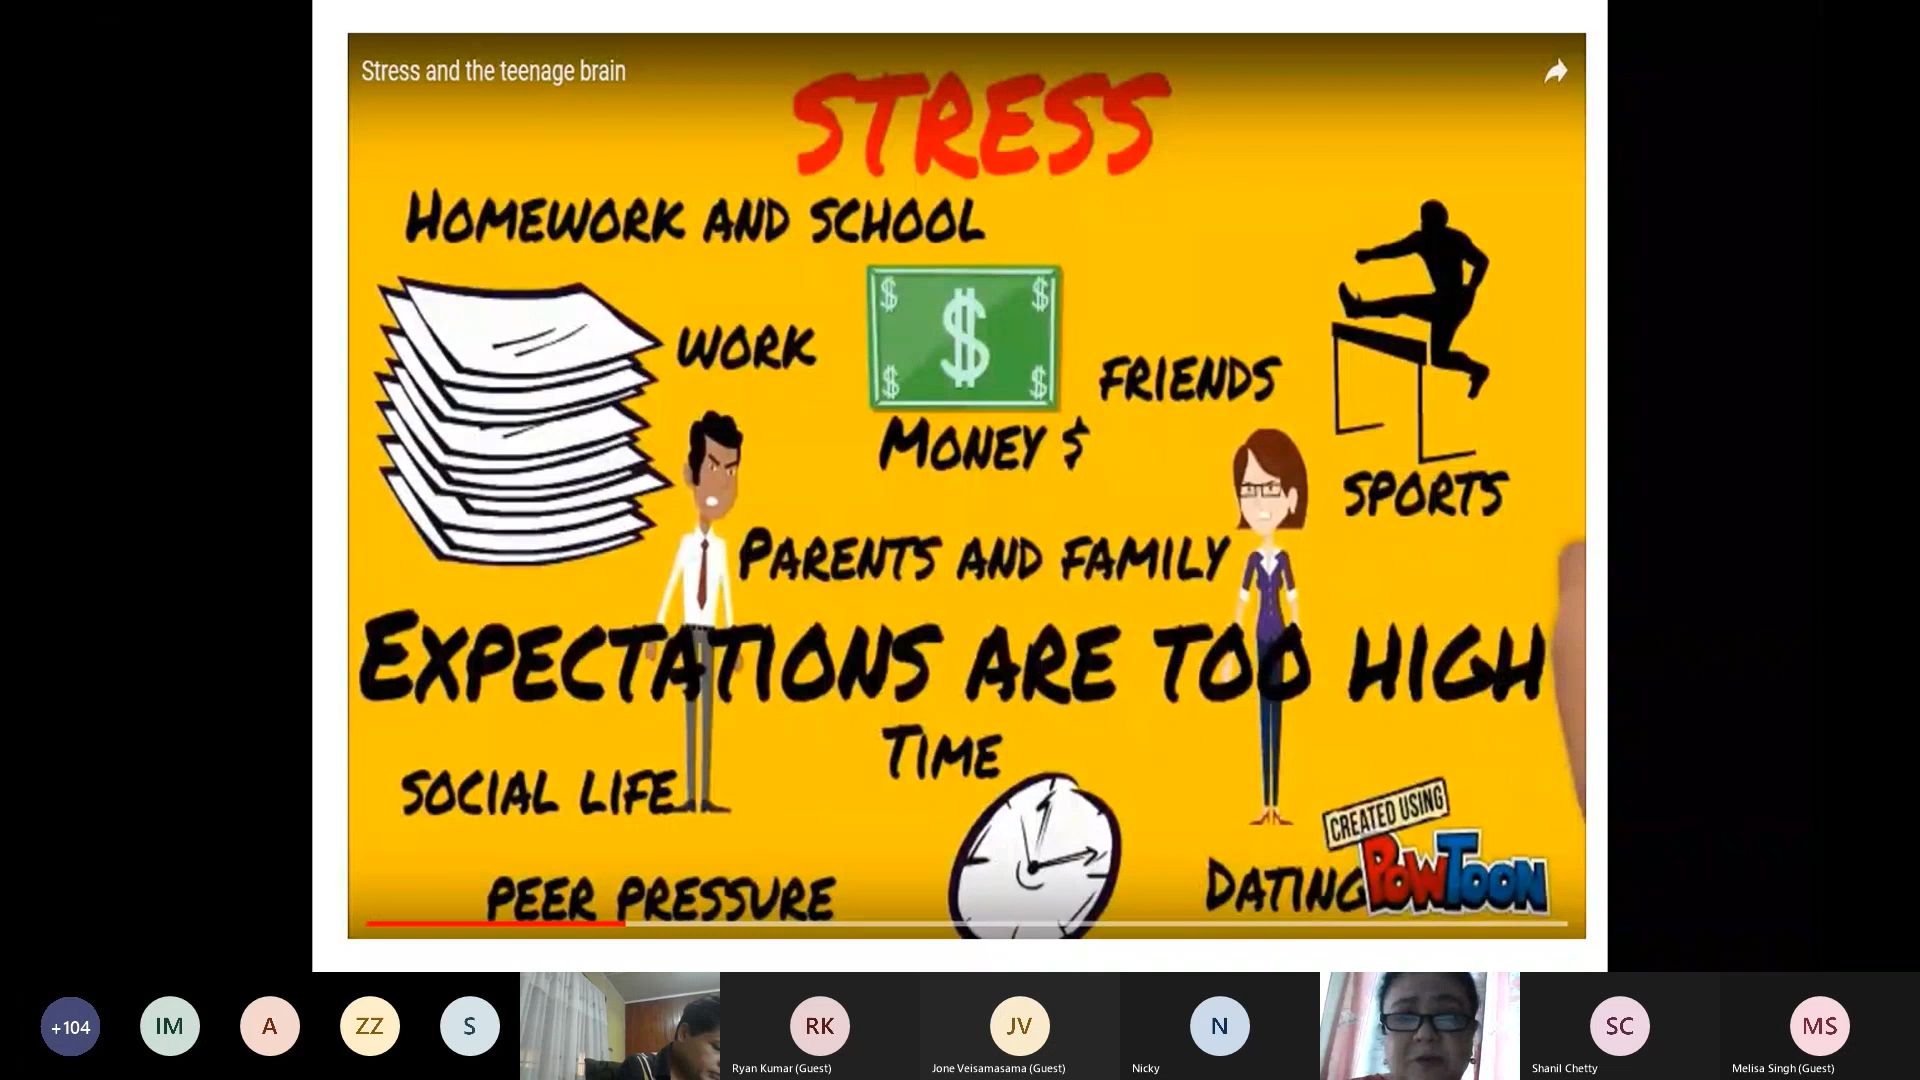 Stress and the teenage brain
STRESS
HOMEWORK AND SCHOOL
WORK
$ $ $ $ $
FRIENDS
MONEY $
SPORTS
PARENTS AND FAMILY
EXPECTATIONS ARE TOO HIGH
TIME
SOCIAL LIFE
CREATED USING
POWTOON
DATING
PEER PRESSURE
+104
IM
A
ZZ
S
RK
JV
N
SC
MS
Ryan Kumar (Guest)
Jone Veisamasama (Guest)
Nicky
Shanil Chetty
Melisa Singh (Guest)